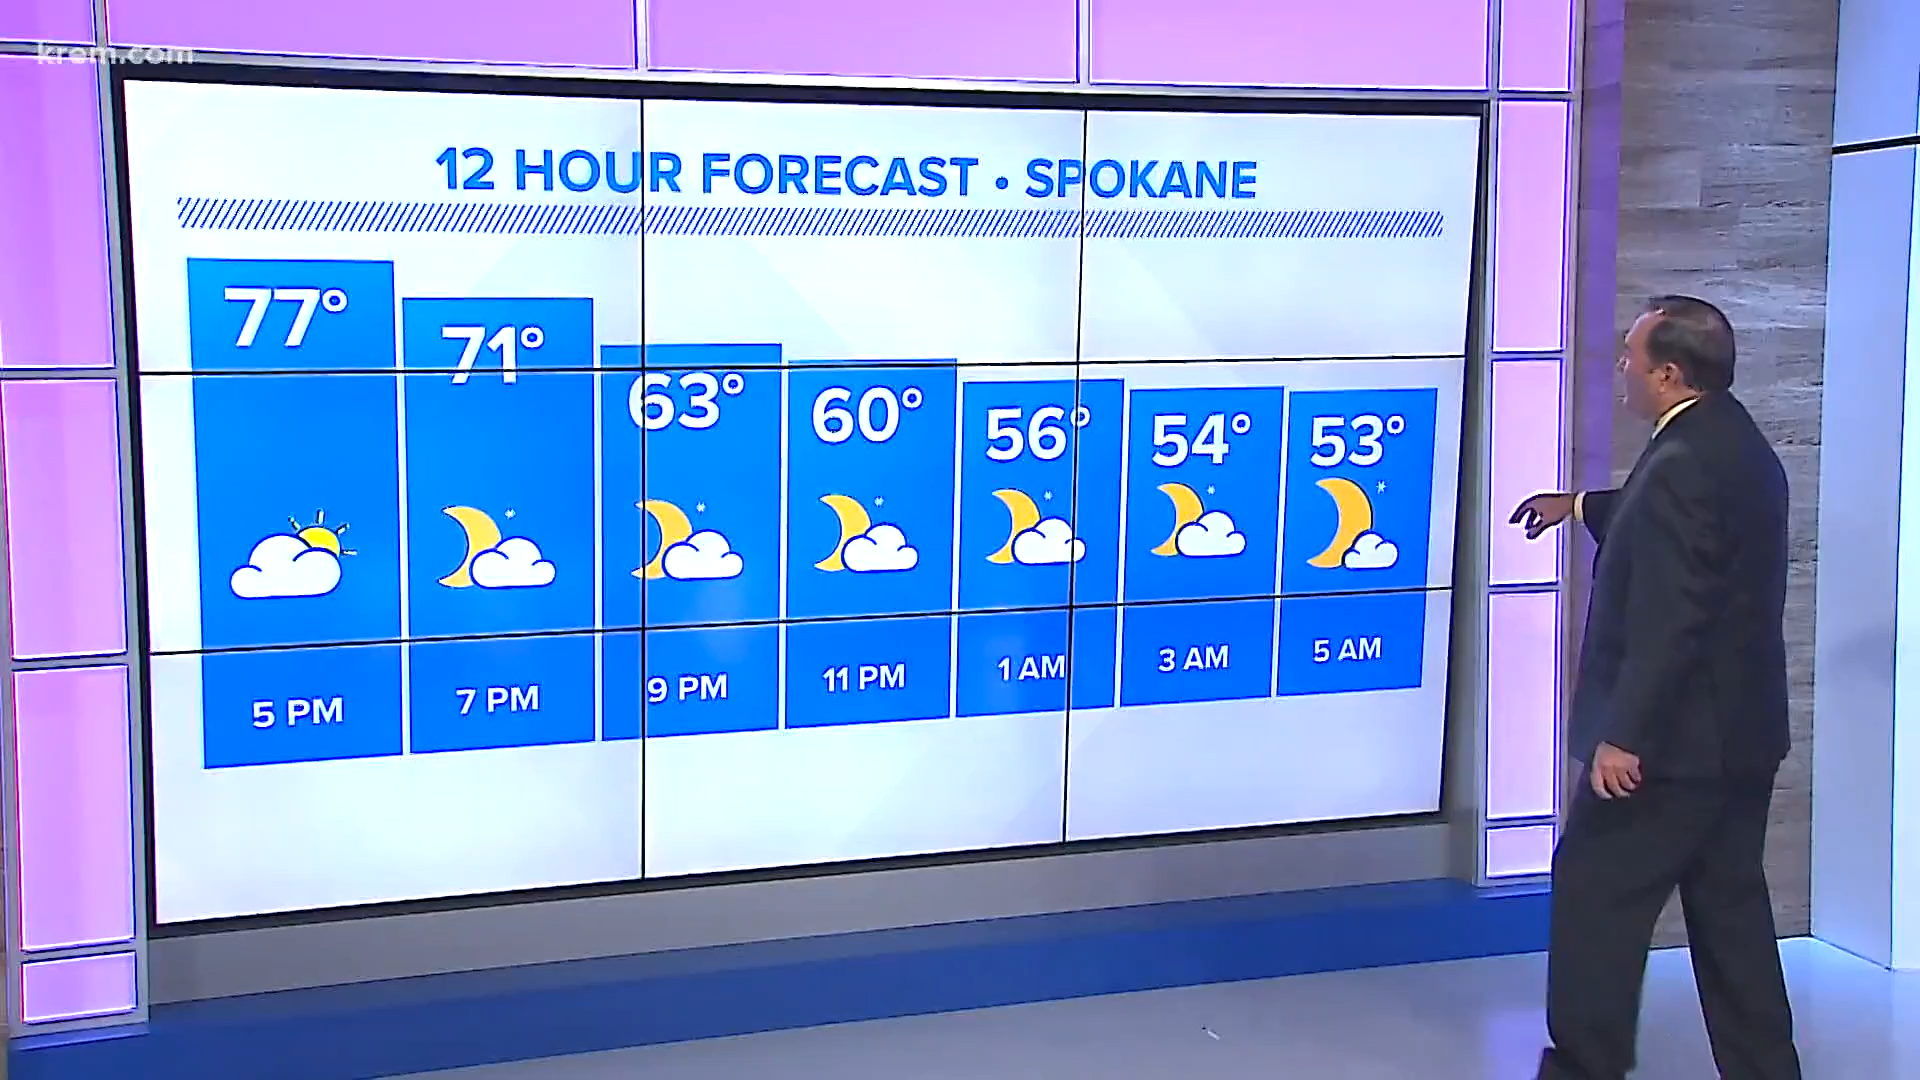 krem.com
12 HOUR FORECAST • SPOKANE
77° 71° 63° 60° 56° 54° 53°
5 PM 7 PM 9 PM 11 PM 1 AM 3 AM 5 AM